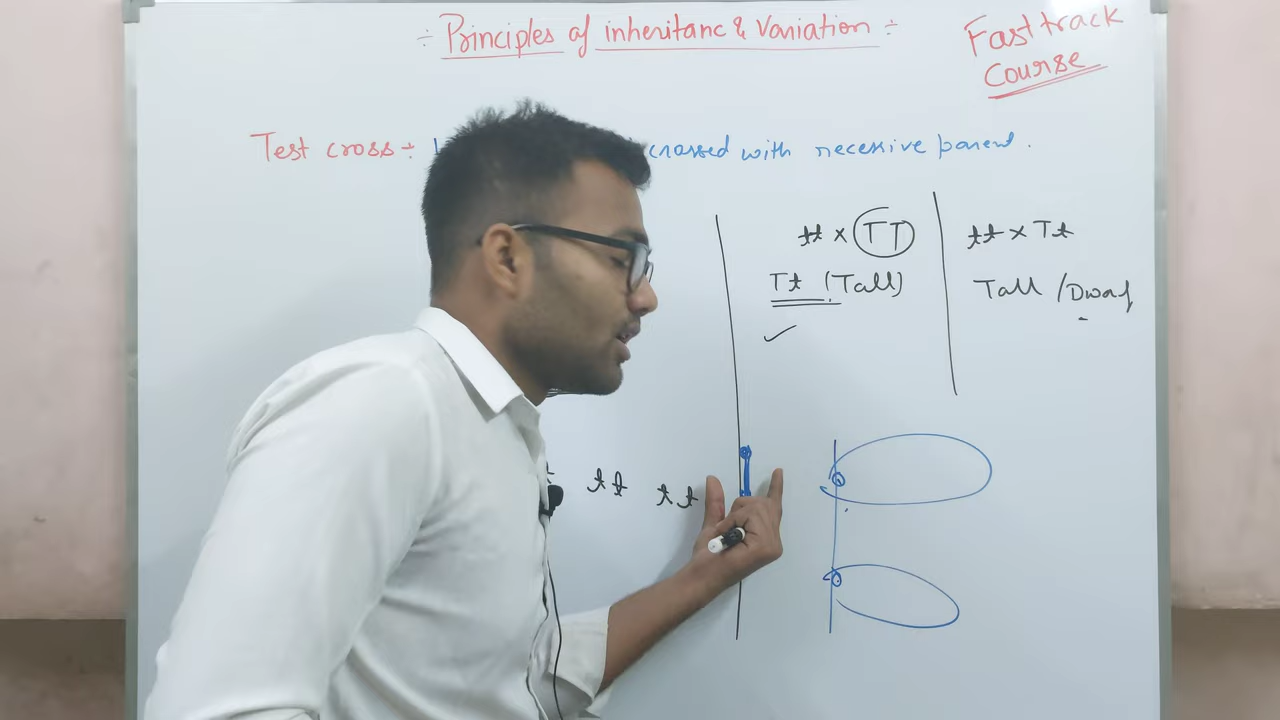 ÷ Principles of inheritanc & Variation ÷
Fast track
Course
Test cross ÷ crossed with recessive parent.
tt x TT
tt x Tt
Tt (Tall)
Tall / Dwarf
tt tt